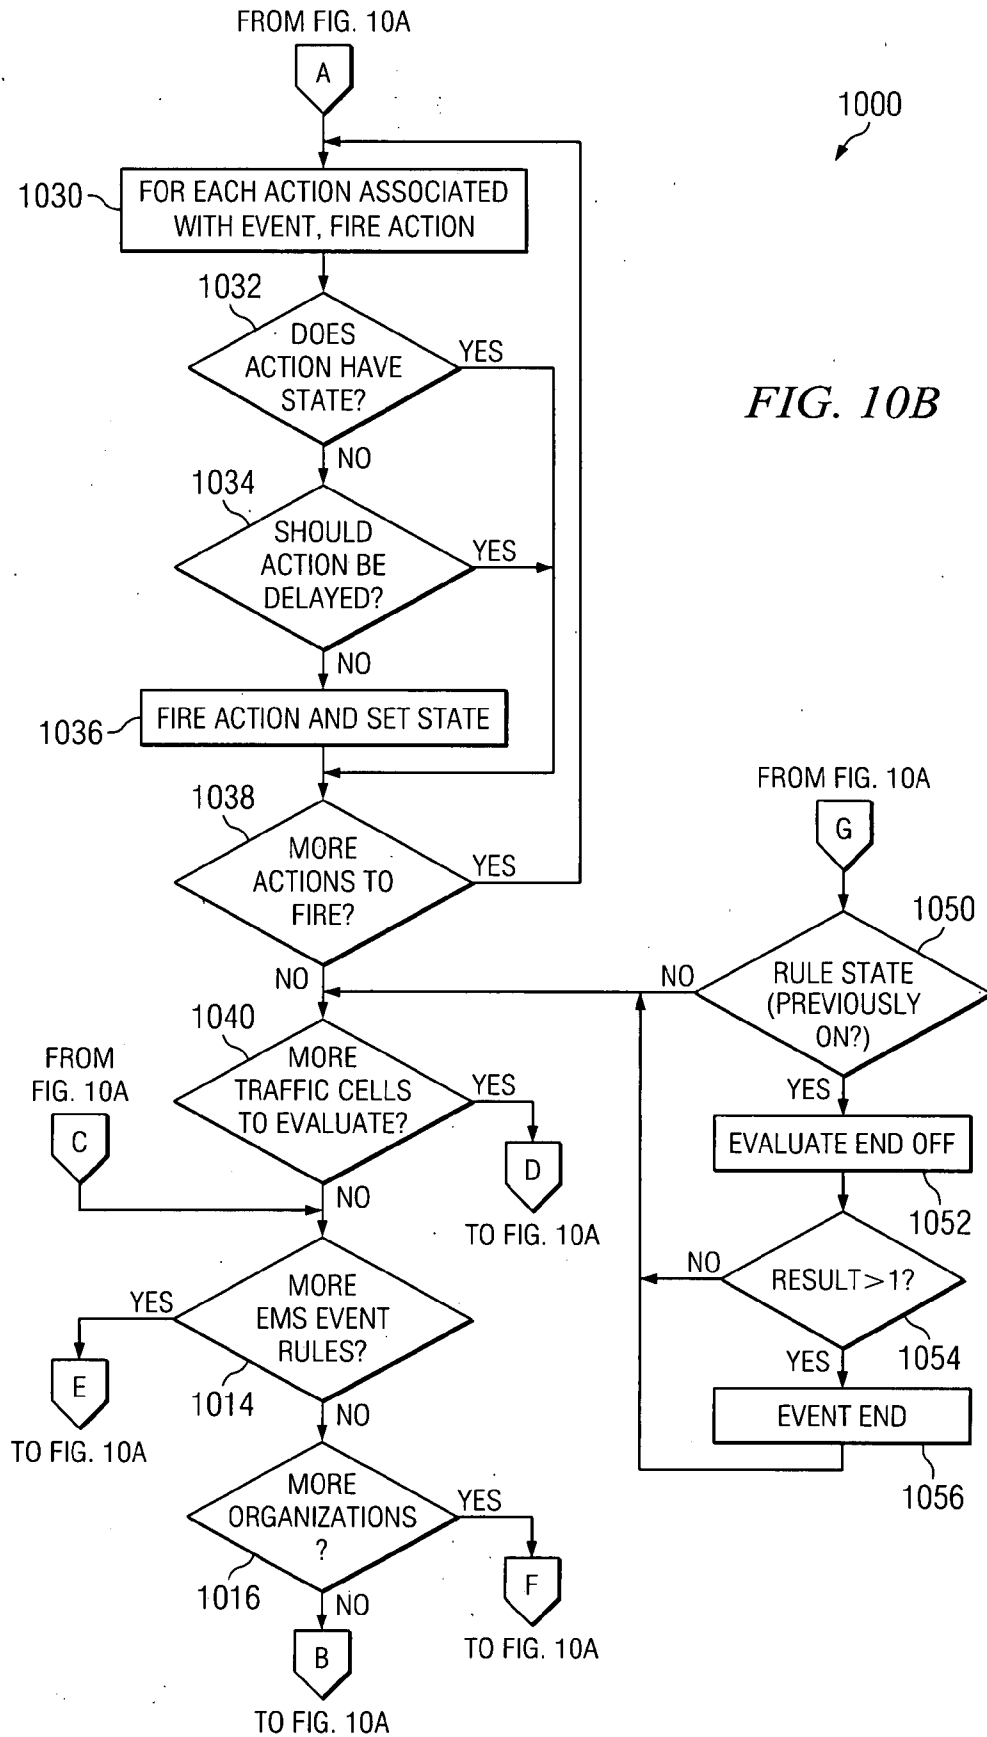 FROM FIG. 10A
A
1000
1030
FOR EACH ACTION ASSOCIATED
WITH EVENT, FIRE ACTION
1032
DOES
ACTION HAVE
STATE?
YES
NO
FIG. 10B
1034
SHOULD
ACTION BE
DELAYED?
YES
NO
1036
FIRE ACTION AND SET STATE
1038
MORE
ACTIONS TO
FIRE?
YES
NO
FROM FIG. 10A
G
1050
RULE STATE
(PREVIOUSLY
ON?)
NO
YES
1040
MORE
TRAFFIC CELLS
TO EVALUATE?
YES
NO
D
TO FIG. 10A
FROM
FIG. 10A
C
EVALUATE END OFF
1052
RESULT>1?
NO
1054
YES
EVENT END
1056
MORE
EMS EVENT
RULES?
YES
1014
NO
E
TO FIG. 10A
MORE
ORGANIZATIONS
?
YES
1016
NO
F
TO FIG. 10A
B
TO FIG. 10A